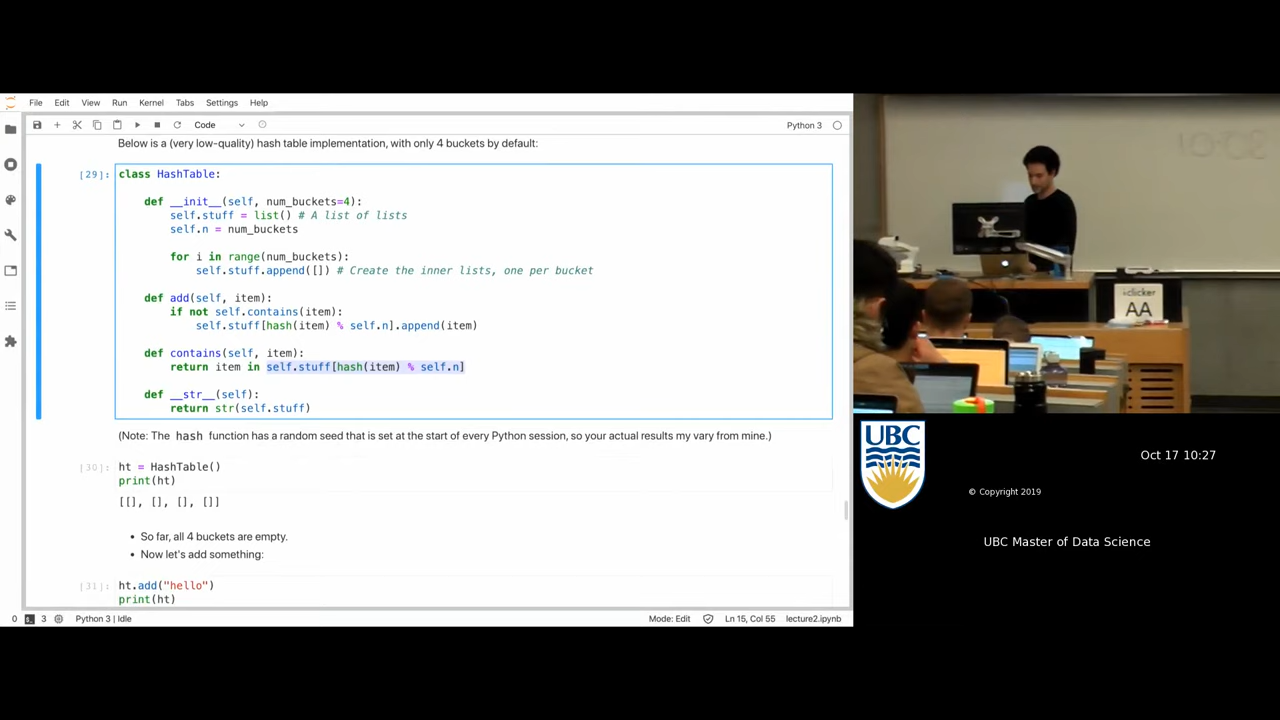 File Edit View Run Kernel Tabs Settings Help
Code
Python 3
Below is a (very low-quality) hash table implementation, with only 4 buckets by default:
[29]: class HashTable:
def __init__(self, num_buckets=4):
self.stuff = list() # A list of lists
self.n = num_buckets
for i in range(num_buckets):
self.stuff.append([]) # Create the inner lists, one per bucket
def add(self, item):
if not self.contains(item):
self.stuff[hash(item) % self.n].append(item)
def contains(self, item):
return item in self.stuff[hash(item) % self.n]
def __str__(self):
return str(self.stuff)
(Note: The hash function has a random seed that is set at the start of every Python session, so your actual results my vary from mine.)
[30]: ht = HashTable()
print(ht)
[[], [], [], []]
• So far, all 4 buckets are empty.
• Now let's add something:
[31]: ht.add("hello")
print(ht)
0 3 Python 3 | Idle
Mode: Edit Ln 15, Col 55 lecture2.ipynb
iclicker
AA
UBC
Oct 17 10:27
© Copyright 2019
UBC Master of Data Science